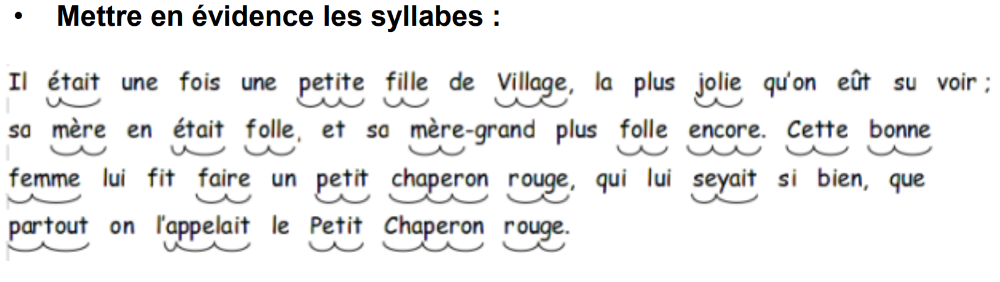 • Mettre en évidence les syllabes :
Il était une fois une petite fille de Village, la plus jolie qu'on eût su voir ;
sa mère en était folle, et sa mère-grand plus folle encore. Cette bonne
femme lui fit faire un petit chaperon rouge, qui lui seyait si bien, que
partout on l'appelait le Petit Chaperon rouge.